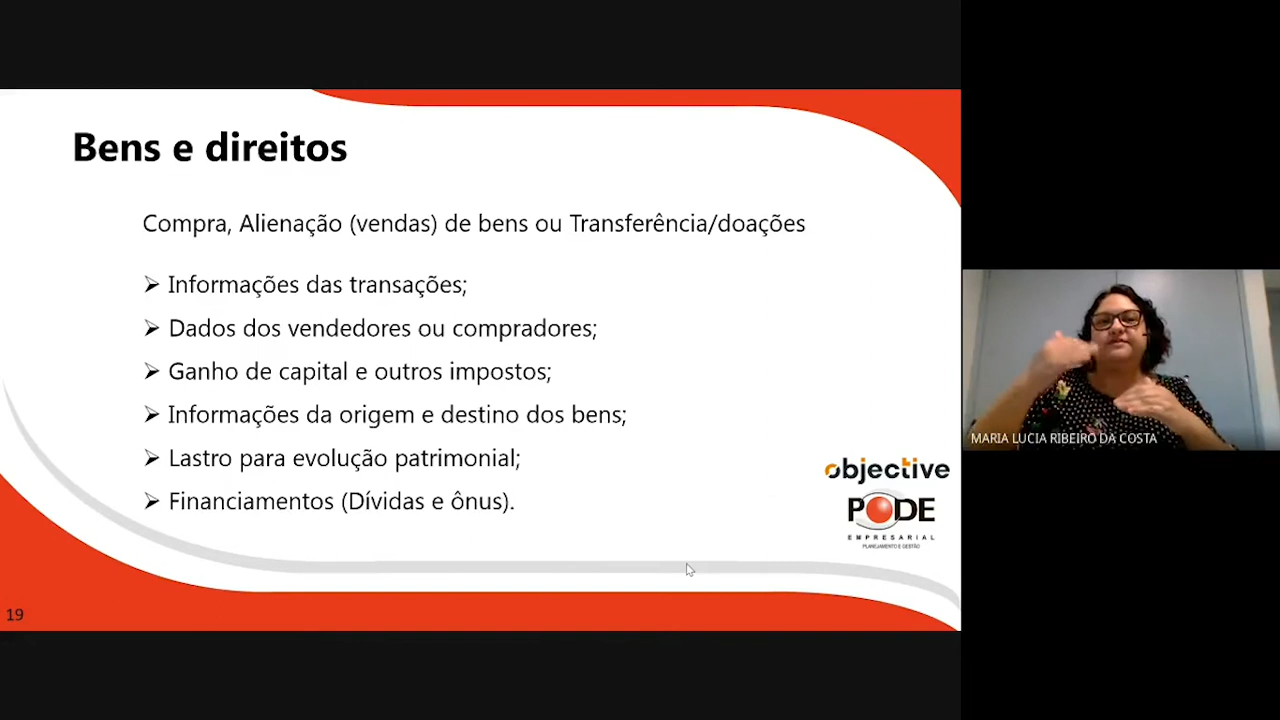 Bens e direitos
Compra, Alienação (vendas) de bens ou Transferência/doações
Informações das transações;
Dados dos vendedores ou compradores;
Ganho de capital e outros impostos;
Informações da origem e destino dos bens;
Lastro para evolução patrimonial;
Financiamentos (Dívidas e ônus).
objective
PODE
EMPRESARIAL
PLANEJAMENTO E GESTÃO
19
MARIA LUCIA RIBEIRO DA COSTA